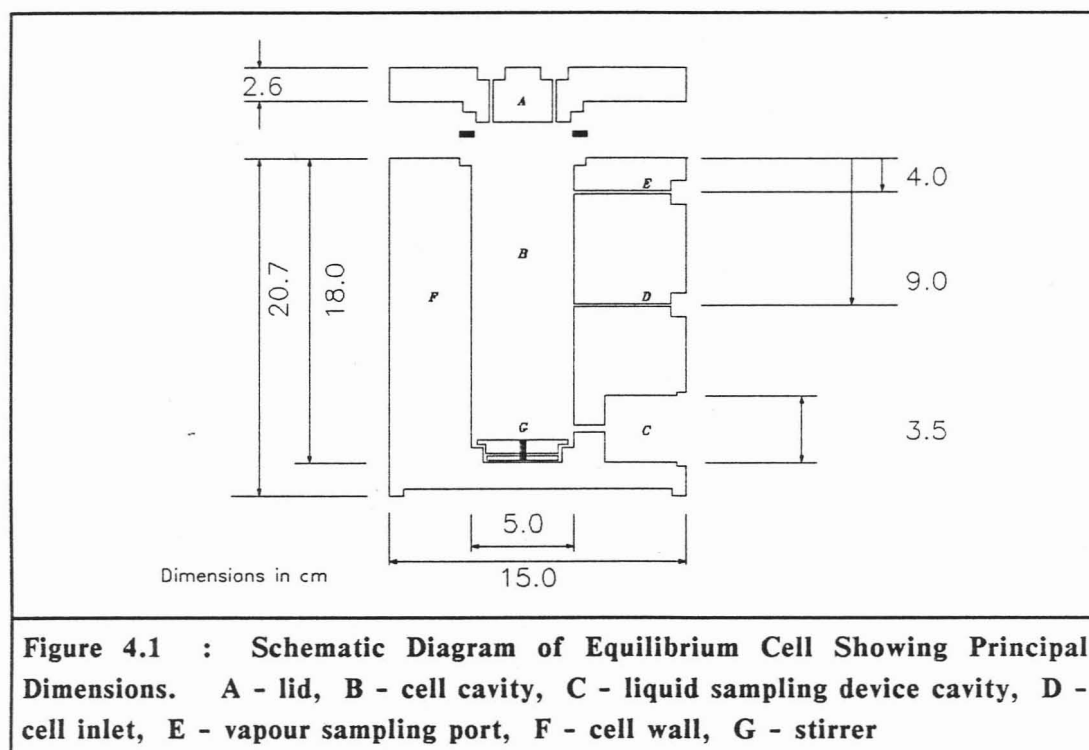 2.6
A
E
4.0
B
20.7
18.0
F
D
9.0
G
C
3.5
5.0
15.0
Dimensions in cm
Figure 4.1 : Schematic Diagram of Equilibrium Cell Showing Principal
Dimensions. A - lid, B - cell cavity, C - liquid sampling device cavity, D -
cell inlet, E - vapour sampling port, F - cell wall, G - stirrer